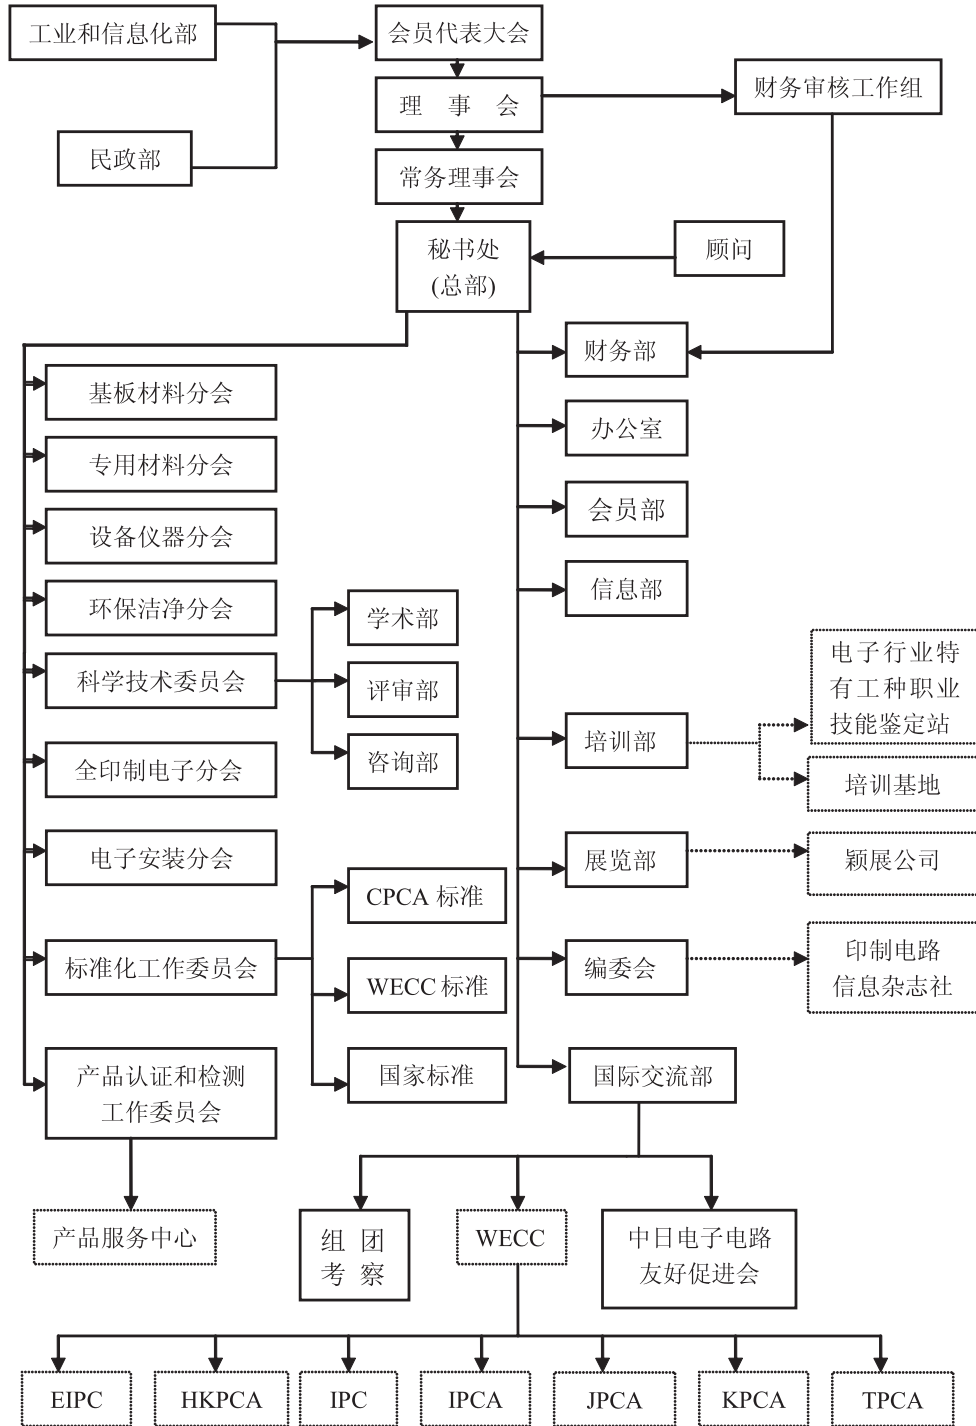 工业和信息化部
会员代表大会
理 事 会
财务审核工作组
民政部
常务理事会
秘书处
(总部)
顾问
财务部
基板材料分会
办公室
专用材料分会
会员部
设备仪器分会
信息部
环保洁净分会
学术部
科学技术委员会
评审部
咨询部
电子行业特
有工种职业
技能鉴定站
培训部
全印制电子分会
培训基地
电子安装分会
展览部
颖展公司
CPCA 标准
标准化工作委员会
WECC 标准
编委会
印制电路
信息杂志社
国家标准
产品认证和检测
工作委员会
国际交流部
产品服务中心
组 团
考 察
WECC
中日电子电路
友好促进会
EIPC
HKPCA
IPC
IPCA
JPCA
KPCA
TPCA